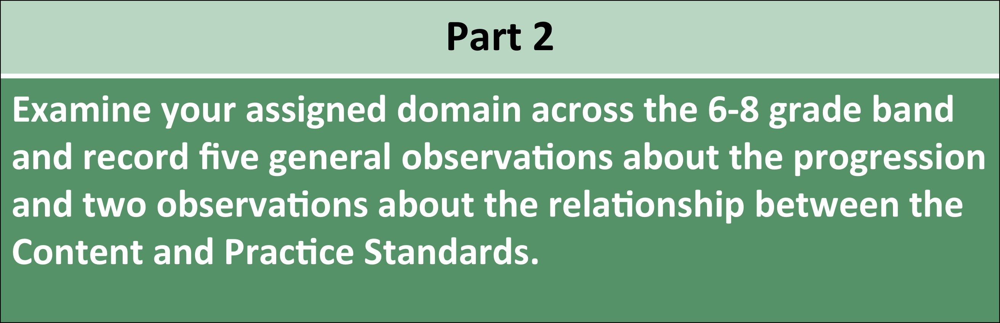 Part 2
Examine your assigned domain across the 6-8 grade band
and record five general observations about the progression
and two observations about the relationship between the
Content and Practice Standards.